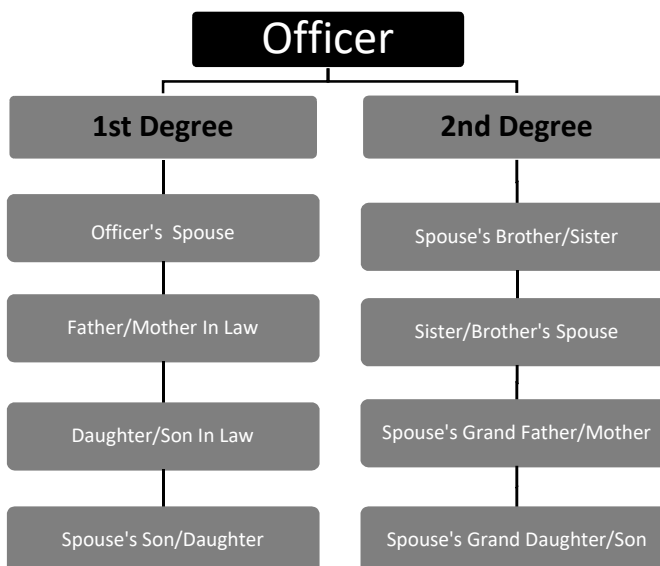 Officer
1st Degree
Officer's Spouse
Father/Mother In Law
Daughter/Son In Law
Spouse's Son/Daughter
2nd Degree
Spouse's Brother/Sister
Sister/Brother's Spouse
Spouse's Grand Father/Mother
Spouse's Grand Daughter/Son